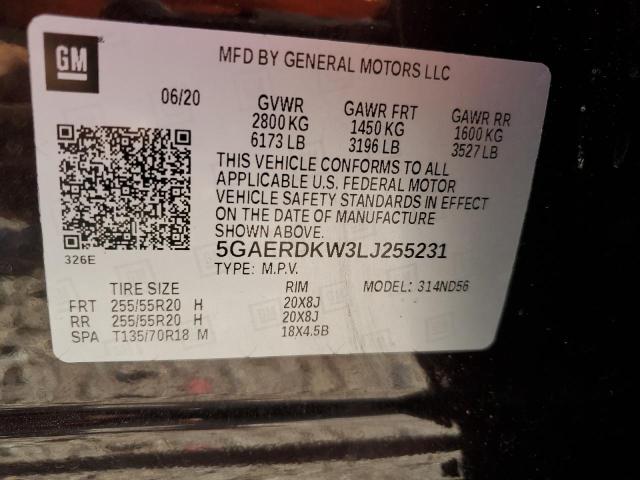 GM
MFD BY GENERAL MOTORS LLC
06/20
GVWR GAWR FRT GAWR RR
2800 KG 1450 KG 1600 KG
6173 LB 3196 LB 3527 LB
THIS VEHICLE CONFORMS TO ALL
APPLICABLE U.S. FEDERAL MOTOR
VEHICLE SAFETY STANDARDS IN EFFECT
ON THE DATE OF MANUFACTURE
SHOWN ABOVE.
326E
5GAERDKW3LJ255231
TYPE: M.P.V. MODEL: 314ND56
TIRE SIZE RIM
FRT 255/55R20 H 20X8J
RR 255/55R20 H 20X8J
SPA T135/70R18 M 18X4.5B